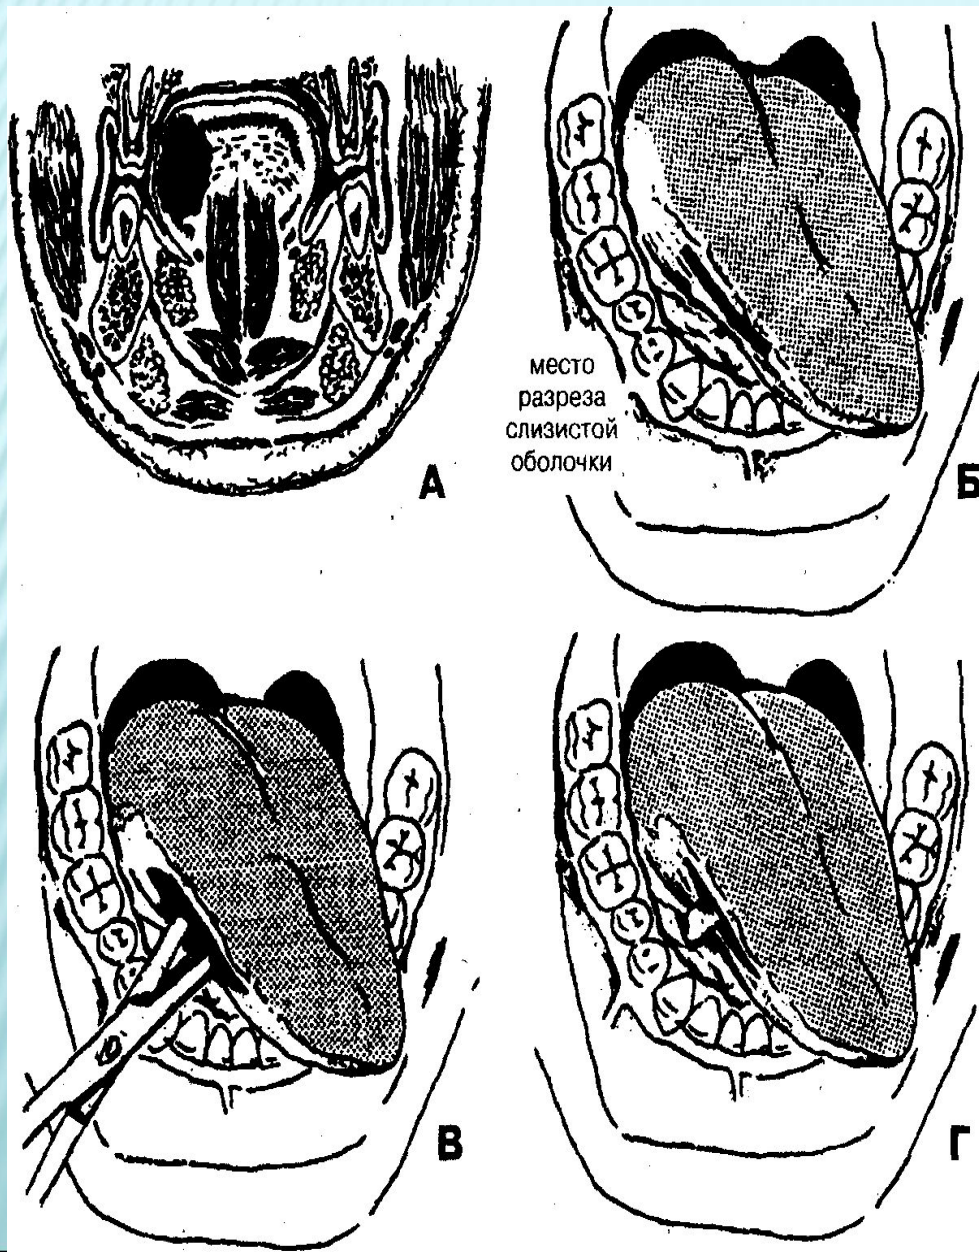 А
место
разреза
слизистой
оболочки
Б
В
Г